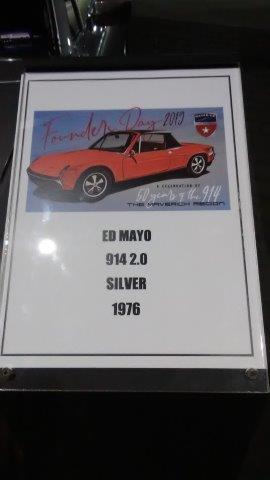 Founders Day 2019
A CELEBRATION OF
50 years of the 914
THE MAVERICK REGION
ED MAYO
914 2.0
SILVER
1976